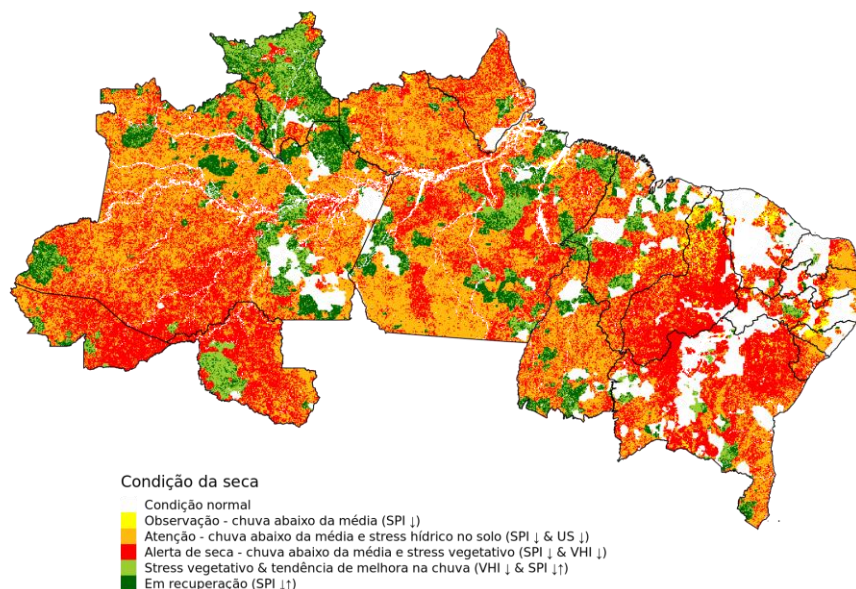 Condição da seca
Condição normal
Observação - chuva abaixo da média (SPI ↓)
Atenção - chuva abaixo da média e stress hídrico no solo (SPI ↓ & US ↓)
Alerta de seca - chuva abaixo da média e stress vegetativo (SPI ↓ & VHI ↓)
Stress vegetativo & tendência de melhora na chuva (VHI ↓ & SPI ↓↑)
Em recuperação (SPI ↓↑)